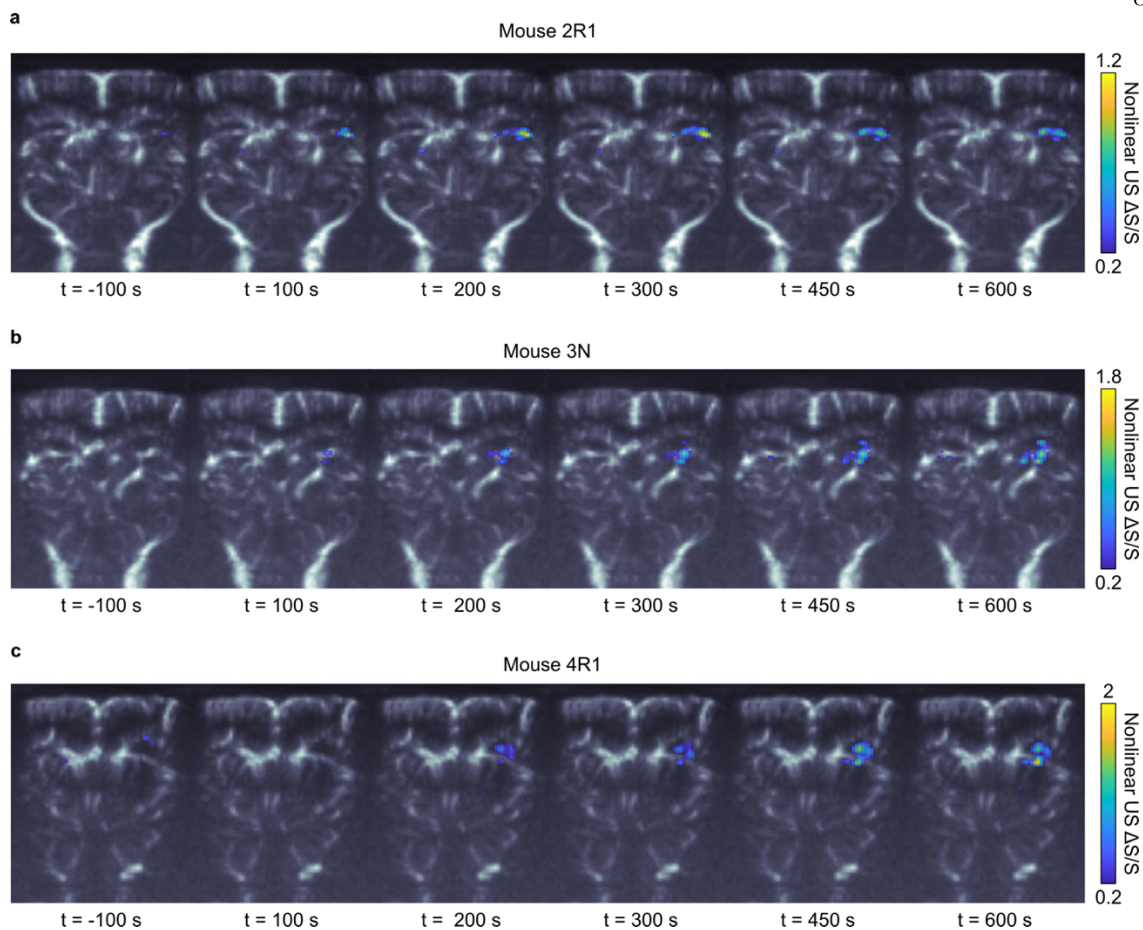 a
Mouse 2R1
1.2
Nonlinear US ΔS/S
0.2
t = -100 s t = 100 s t = 200 s t = 300 s t = 450 s t = 600 s
b
Mouse 3N
1.8
Nonlinear US ΔS/S
0.2
t = -100 s t = 100 s t = 200 s t = 300 s t = 450 s t = 600 s
c
Mouse 4R1
2
Nonlinear US ΔS/S
0.2
t = -100 s t = 100 s t = 200 s t = 300 s t = 450 s t = 600 s